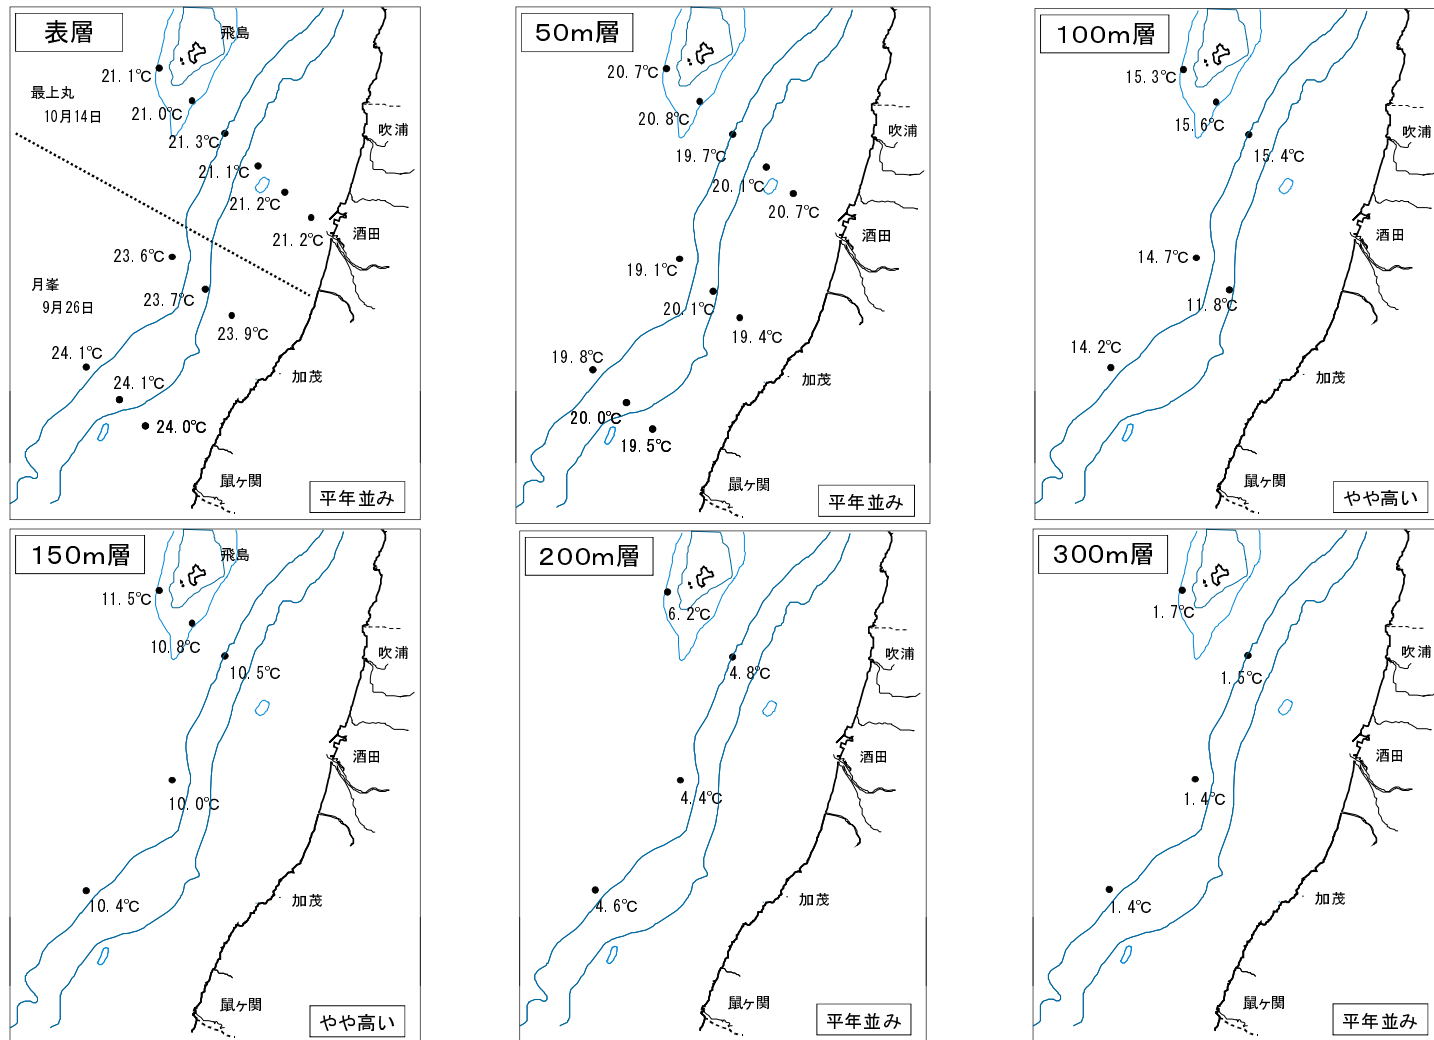 表層
飛島
21.1℃
最上丸
10月14日
21.0℃
21.3℃
吹浦
21.1℃
21.2℃
21.2℃
酒田
23.6℃
月峯
9月26日
23.7℃
23.9℃
24.1℃
加茂
24.1℃
24.0℃
鼠ヶ関
平年並み
50m層
20.7℃
20.8℃
19.7℃
吹浦
20.1℃
20.7℃
酒田
19.1℃
20.1℃
19.4℃
19.8℃
加茂
20.0℃
19.5℃
鼠ヶ関
平年並み
100m層
15.3℃
15.6℃
吹浦
15.4℃
酒田
14.7℃
11.8℃
14.2℃
加茂
鼠ヶ関
やや高い
150m層
飛島
11.5℃
10.8℃
吹浦
10.5℃
酒田
10.0℃
加茂
10.4℃
鼠ヶ関
やや高い
200m層
6.2℃
吹浦
4.8℃
酒田
4.4℃
加茂
4.6℃
鼠ヶ関
平年並み
300m層
1.7℃
吹浦
1.5℃
酒田
1.4℃
加茂
1.4℃
鼠ヶ関
平年並み